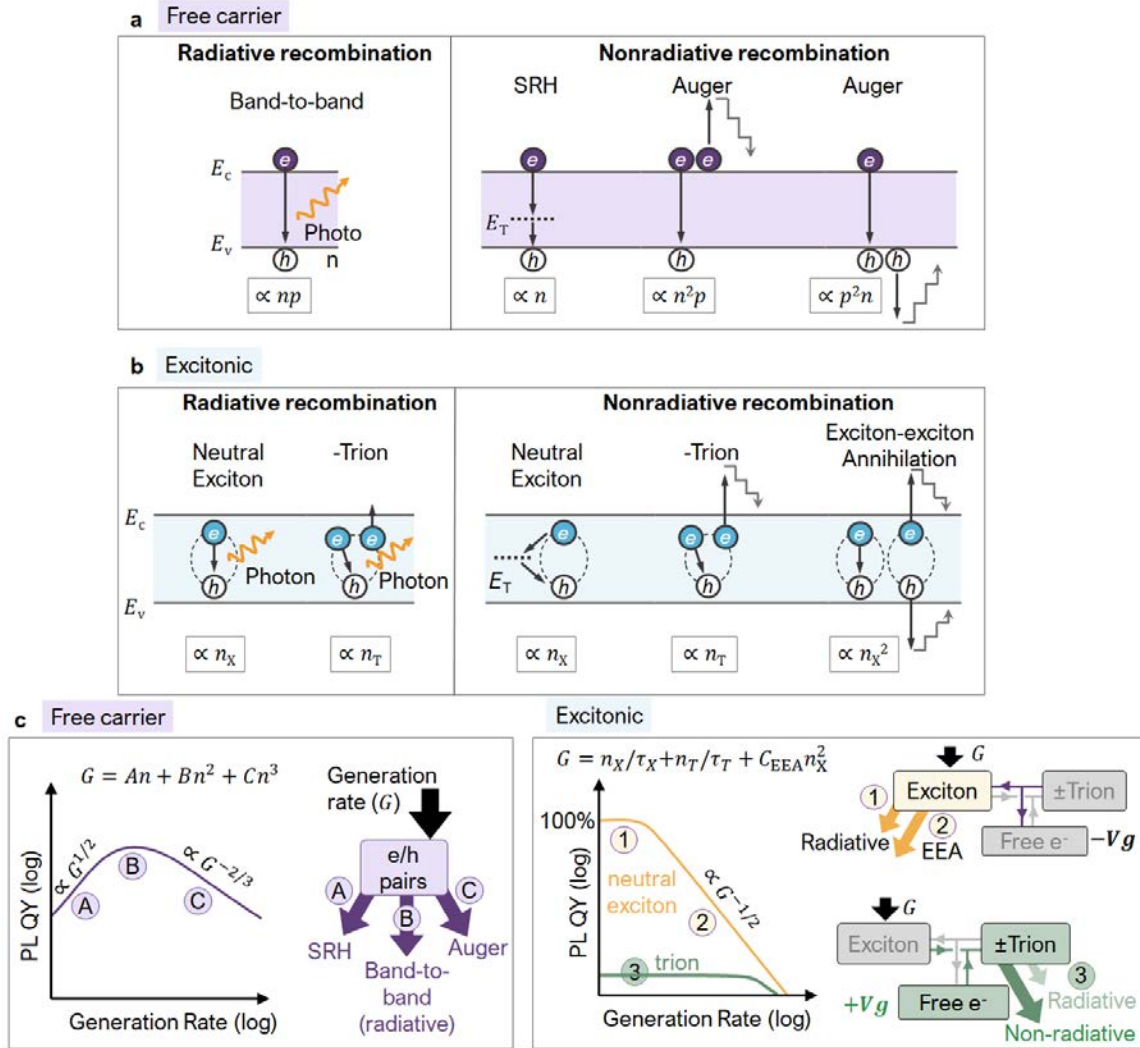 a Free carrier
Radiative recombination
Band-to-band
E_c
e
Photo
n
E_v
h
∝ np
Nonradiative recombination
SRH
Auger
Auger
e
e
e
e
E_T
h
h
h
h
∝ n
∝ n²p
∝ p²n
b Excitonic
Radiative recombination
Neutral
Exciton
-Trion
E_c
e
e
e
Photon
Photon
h
h
E_v
∝ n_X
∝ n_T
Nonradiative recombination
Neutral
Exciton
-Trion
Exciton-exciton
Annihilation
e
e
e
e
e
E_T
h
h
h
h
∝ n_X
∝ n_T
∝ n_X²
c Free carrier
G = An + Bn² + Cn³
PL QY (log)
∝ G^{1/2}
∝ G^{-2/3}
A
B
C
Generation Rate (log)
Generation
rate (G)
e/h
pairs
A
B
C
SRH
Auger
Band-to-
band
(radiative)
Excitonic
G = n_X/τ_X+n_T/τ_T + C_EEA n_X²
PL QY (log)
100%
1
neutral
exciton
2
∝ G^{-1/2}
3 trion
Generation Rate (log)
G
Exciton
±Trion
1
2
Radiative
EEA
Free e⁻
-Vg
G
Exciton
±Trion
3
+Vg
Free e⁻
Radiative
Non-radiative